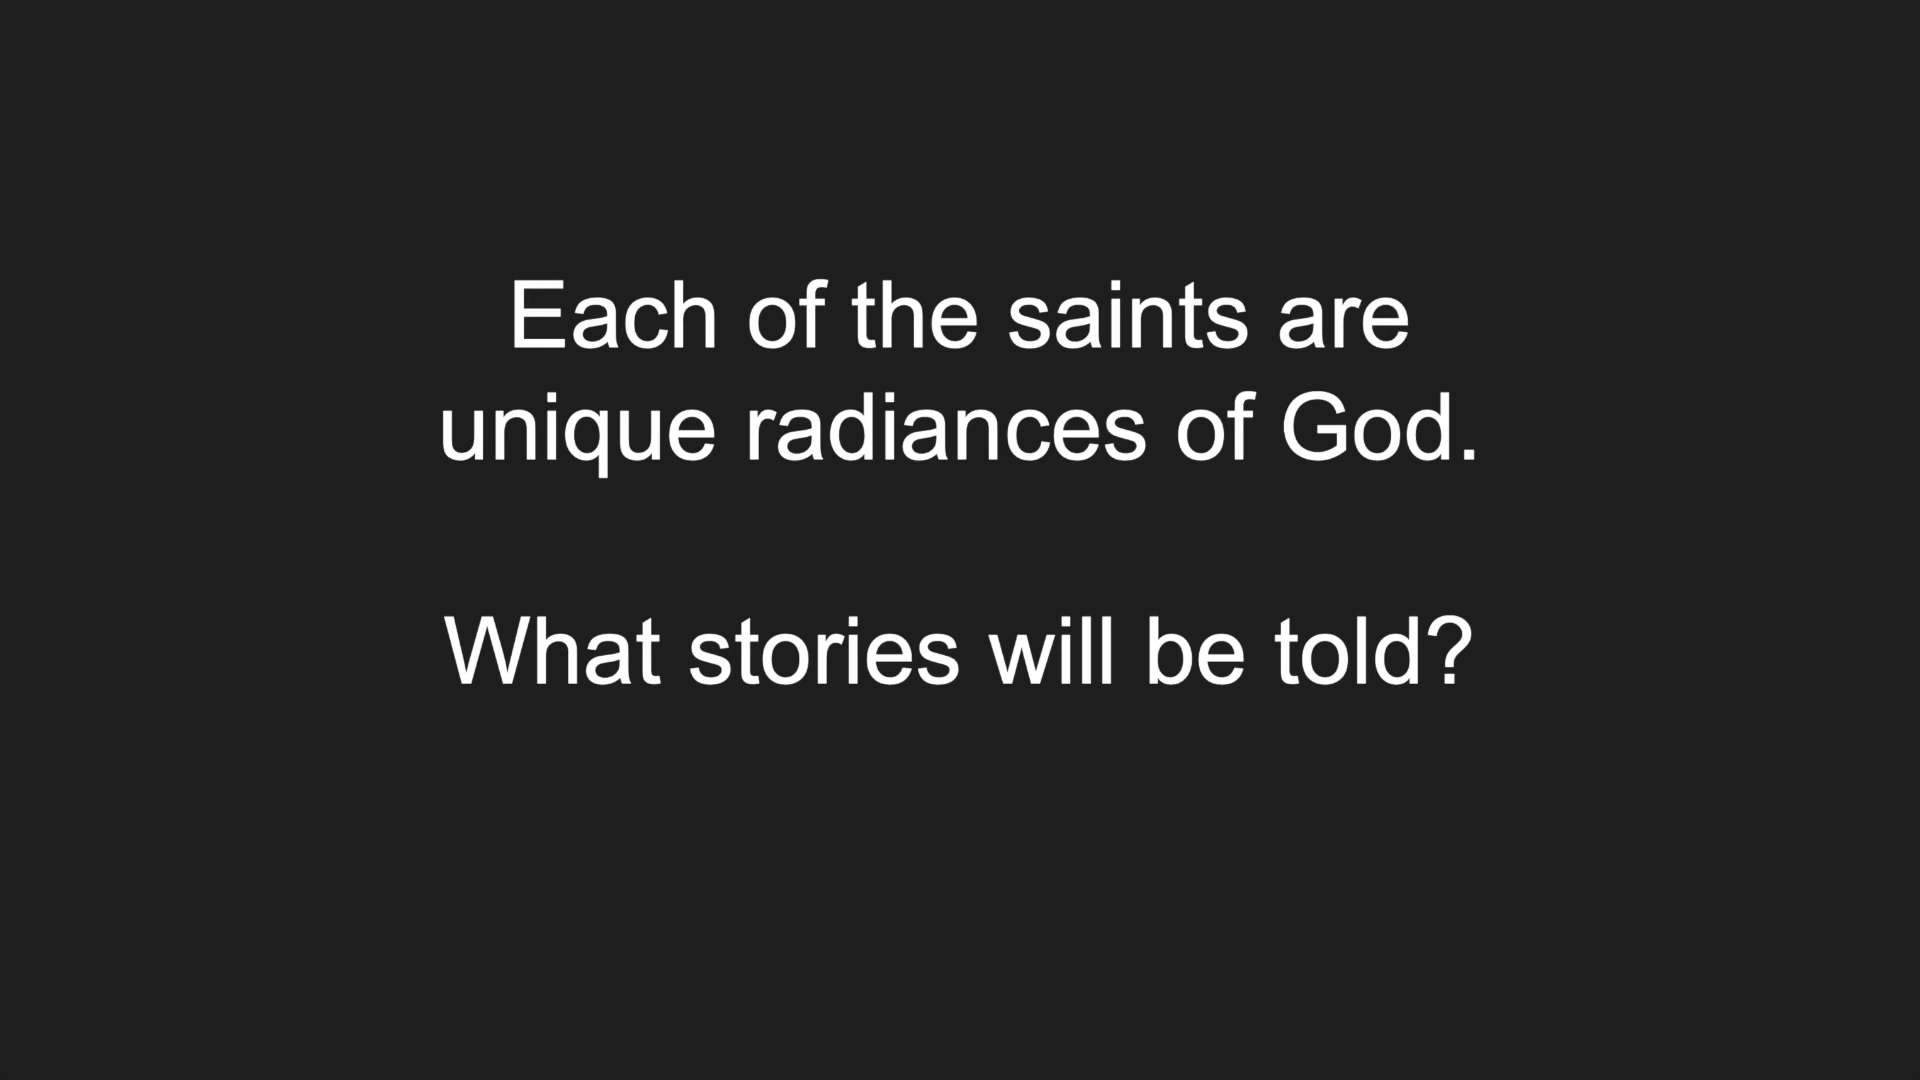 Each of the saints are
unique radiances of God.
What stories will be told?